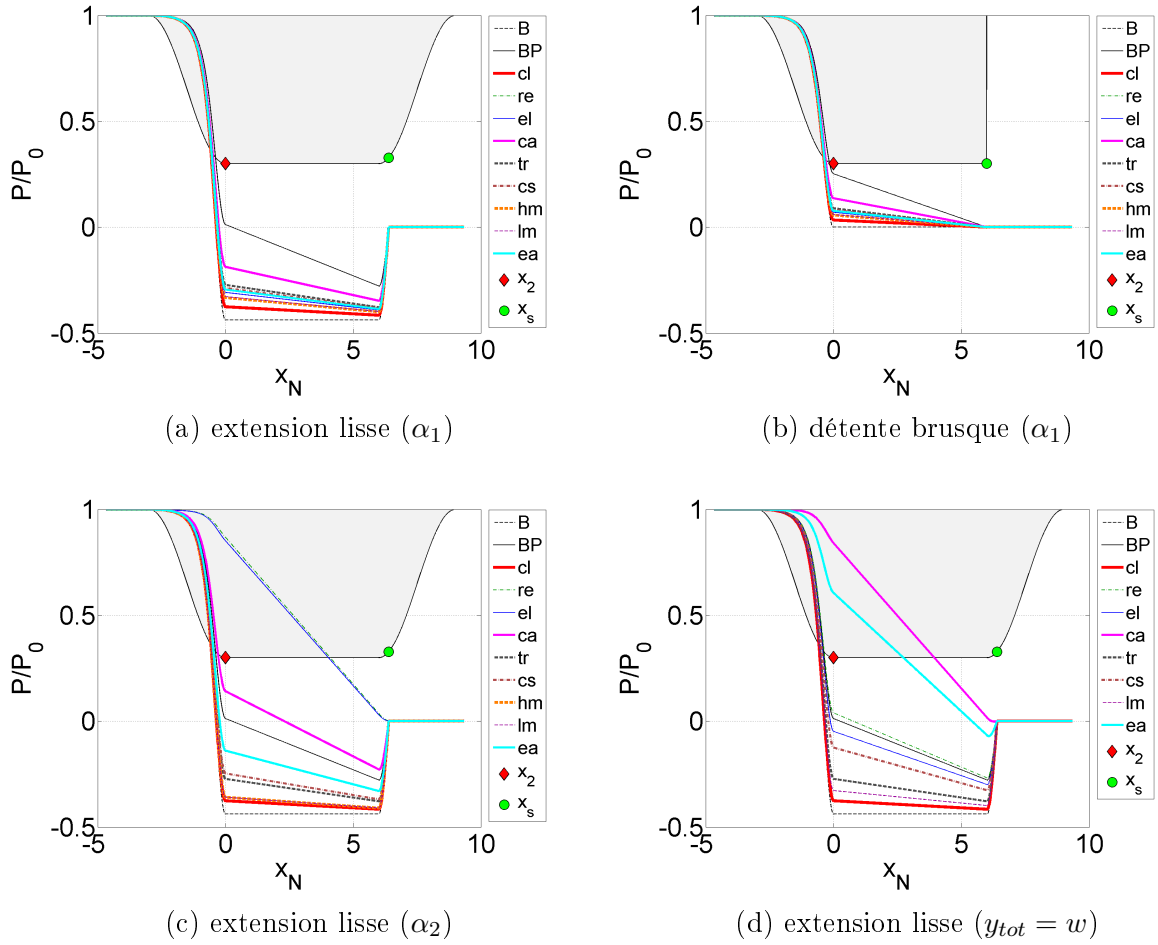 1
0.5
0
-0.5
P/P0
-5
0
5
10
xN
B
BP
cl
re
el
ca
tr
cs
hm
lm
ea
x2
xs
(a) extension lisse (α1)
1
0.5
0
-0.5
P/P0
-5
0
5
10
xN
B
BP
cl
re
el
ca
tr
cs
hm
lm
ea
x2
xs
(b) détente brusque (α1)
1
0.5
0
-0.5
P/P0
-5
0
5
10
xN
B
BP
cl
re
el
ca
tr
cs
hm
lm
ea
x2
xs
(c) extension lisse (α2)
1
0.5
0
-0.5
P/P0
-5
0
5
10
xN
B
BP
cl
re
el
ca
tr
cs
lm
ea
x2
xs
(d) extension lisse (ytot = w)